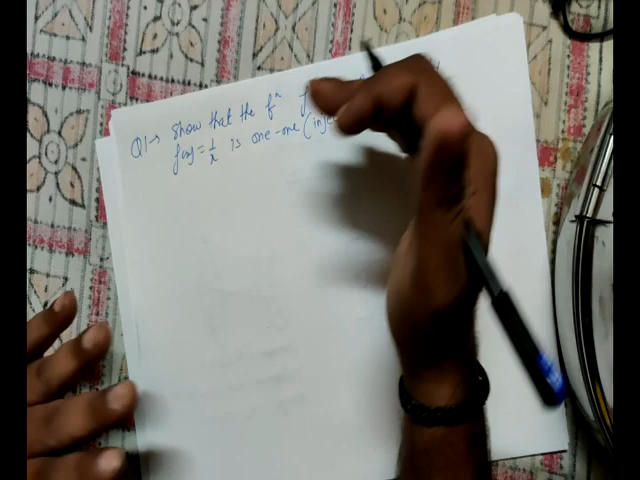 Q1→ Show that the fⁿ f
f(x)=1/x is one-one (inje